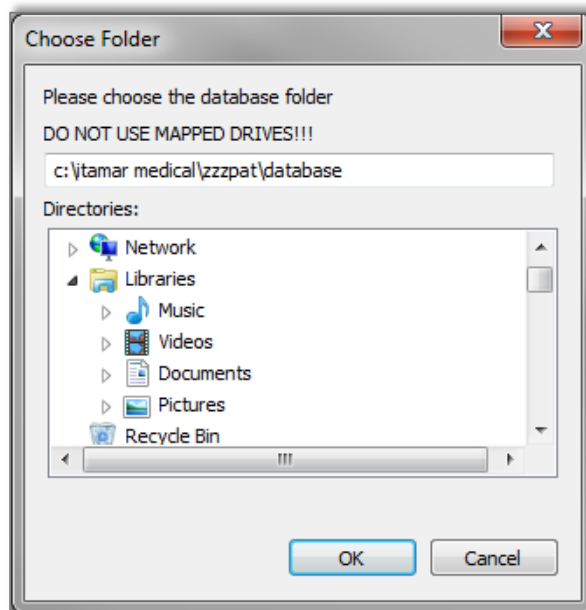 Choose Folder
Please choose the database folder
DO NOT USE MAPPED DRIVES!!!
c:\itamar medical\zzzpat\database
Directories:
Network
Libraries
Music
Videos
Documents
Pictures
Recycle Bin
OK Cancel